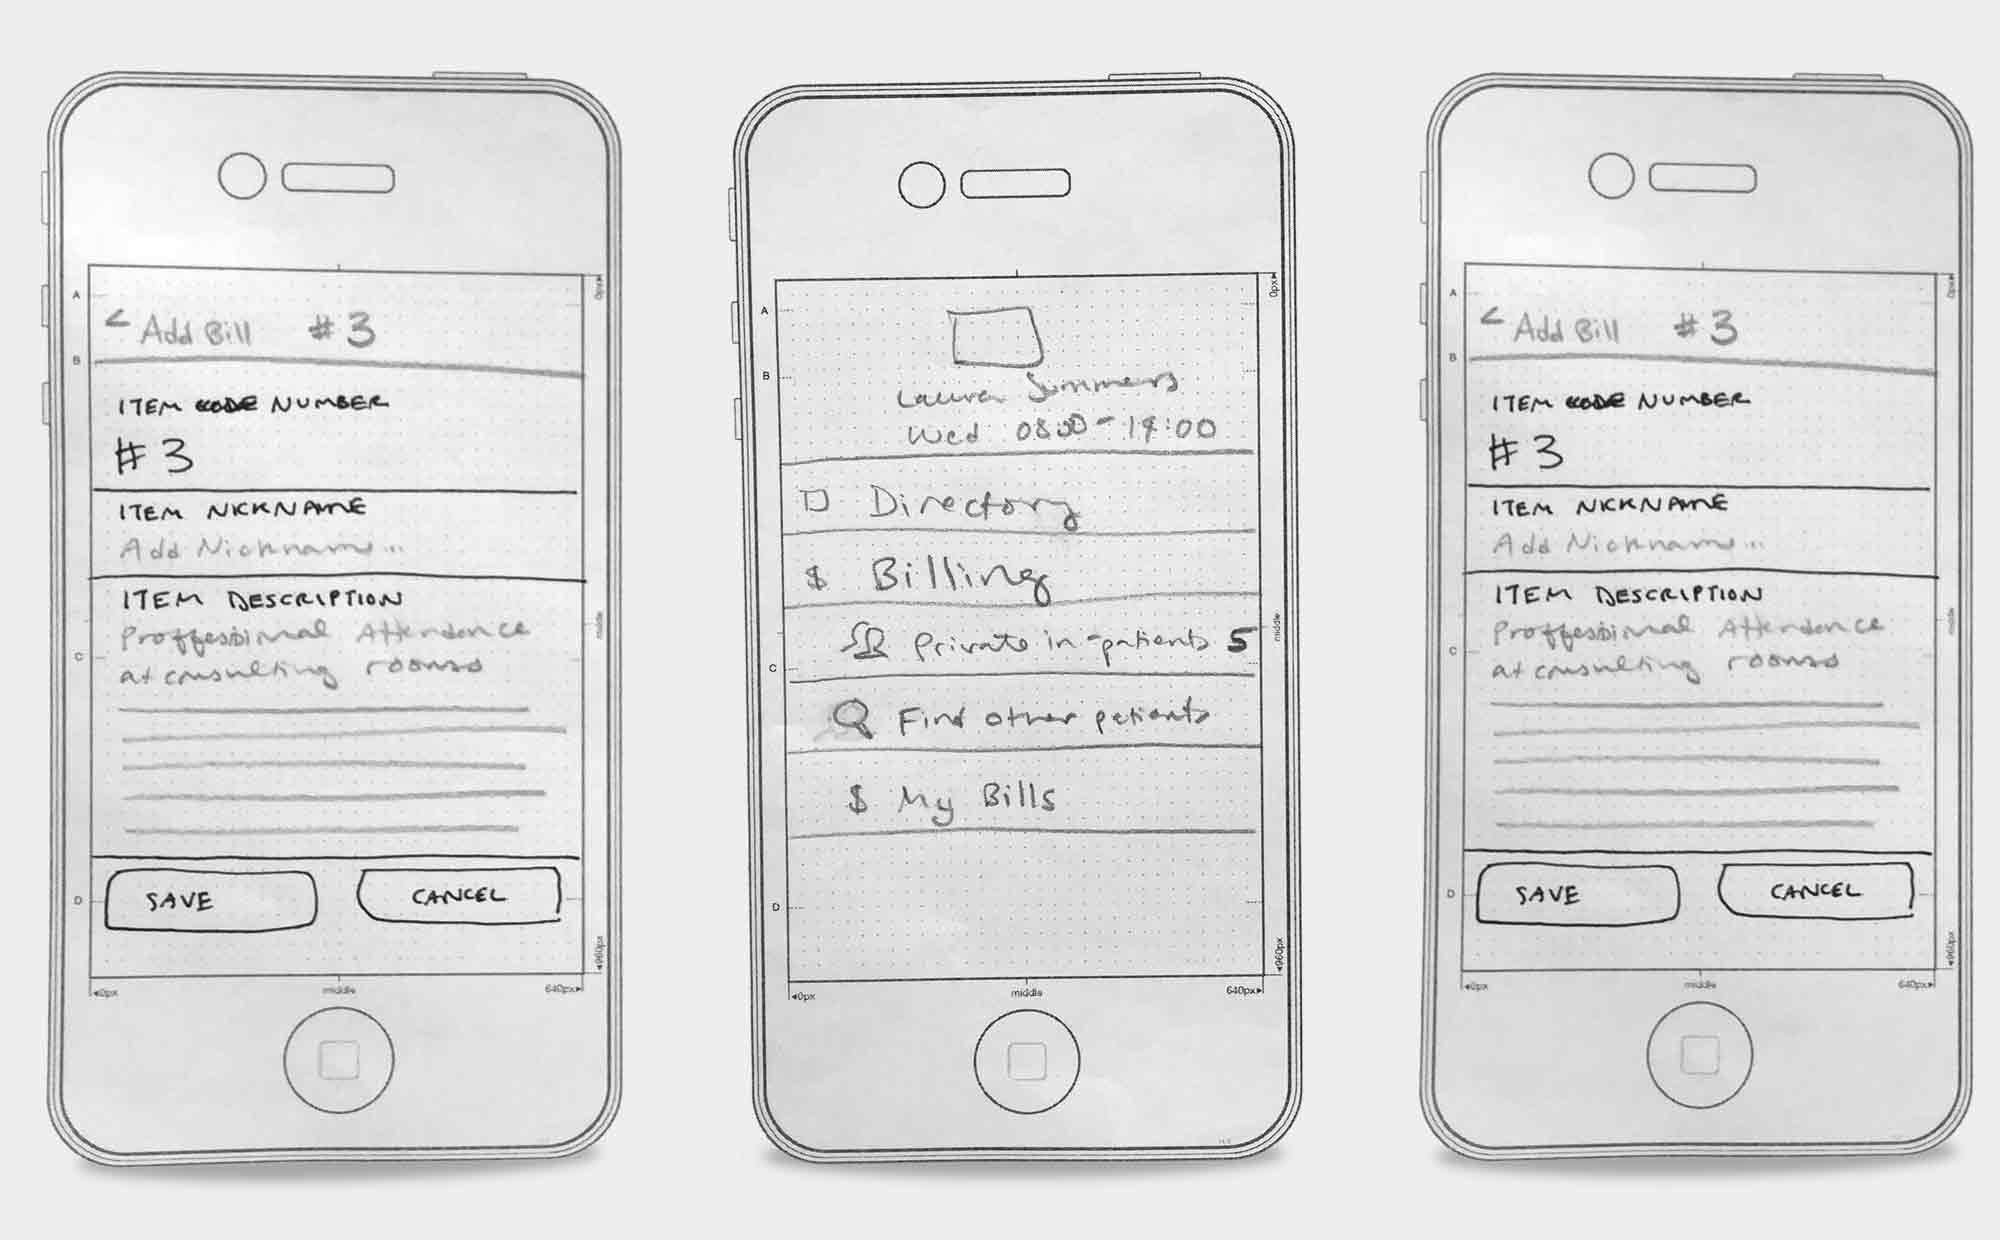 < Add Bill #3
ITEM CODE NUMBER
#3
ITEM NICKNAME
Add Nickname...
ITEM DESCRIPTION
Proffessional Attendance
at consulting rooms
SAVE CANCEL
A
B
C
D
0px
middle
960px
0px
middle
640px
Laura Summers
Wed 08:00 - 19:00
Directory
$ Billing
Private in-patients 5
Find other patients
$ My Bills
A
B
C
D
0px
middle
960px
0px
middle
640px
< Add Bill #3
ITEM CODE NUMBER
#3
ITEM NICKNAME
Add Nickname...
ITEM DESCRIPTION
Proffessional Attendance
at consulting rooms
SAVE CANCEL
A
B
C
D
0px
middle
960px
0px
middle
640px